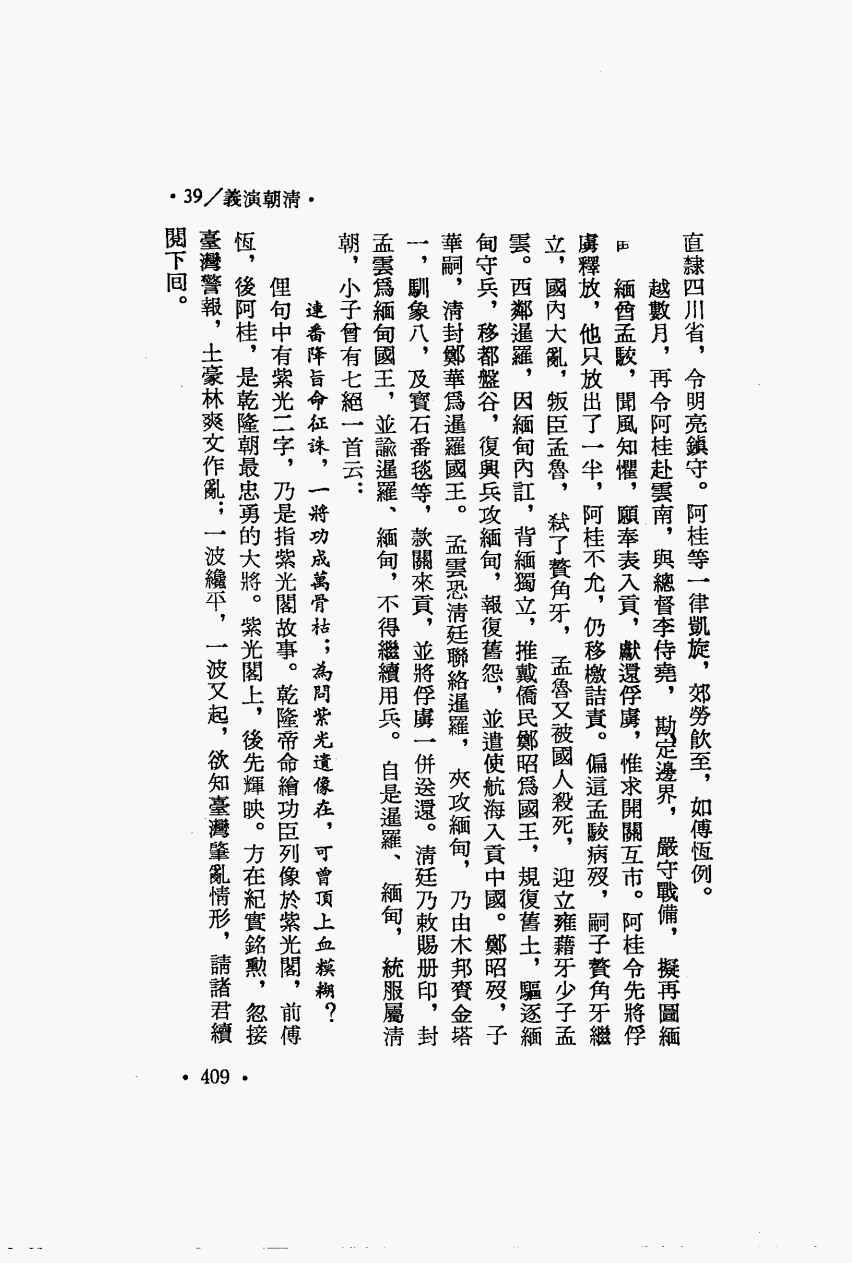 ·39/義演朝清·
直隸四川省，令明亮鎮守。阿桂等一律凱旋，郊勞飲至，如傅恆例。
越數月，再令阿桂赴雲南，與總督李侍堯，勘定邊界，嚴守戰備，擬再圖緬
緬酋孟駮，聞風知懼，願奉表入貢，獻還俘虜，惟求開關互市。阿桂令先將俘
虜釋放，他只放出了一半，阿桂不允，仍移檄詰責。偏這孟駮病歿，嗣子贅角牙繼
立，國內大亂，叛臣孟魯，弒了贅角牙，孟魯又被國人殺死，迎立雍藉牙少子孟
雲。西鄰暹羅，因緬甸內訌，背緬獨立，推戴僑民鄭昭爲國王，規復舊土，驅逐緬
甸守兵，移都盤谷，復興兵攻緬甸，報復舊怨，並遣使航海入貢中國。鄭昭歿，子
華嗣，清封鄭華爲暹羅國王。孟雲恐清廷聯絡暹羅，夾攻緬甸，乃由木邦賚金塔
一，馴象八，及寶石番毯等，款關來貢，並將俘虜一併送還。清廷乃敕賜册印，封
孟雲爲緬甸國王，並諭暹羅、緬甸，不得繼續用兵。自是暹羅、緬甸，統服屬清
朝，小子曾有七絕一首云：
連番降旨命征誅，一將功成萬骨枯；為問紫光遺像在，可曾頂上血糢糊？
俚句中有紫光二字，乃是指紫光閣故事。乾隆帝命繪功臣列像於紫光閣，前傅
恆，後阿桂，是乾隆朝最忠勇的大將。紫光閣上，後先輝映。方在紀實銘勳，忽接
臺灣警報，土豪林爽文作亂；一波纔平，一波又起，欲知臺灣肇亂情形，請諸君續
閱下回。
·409·